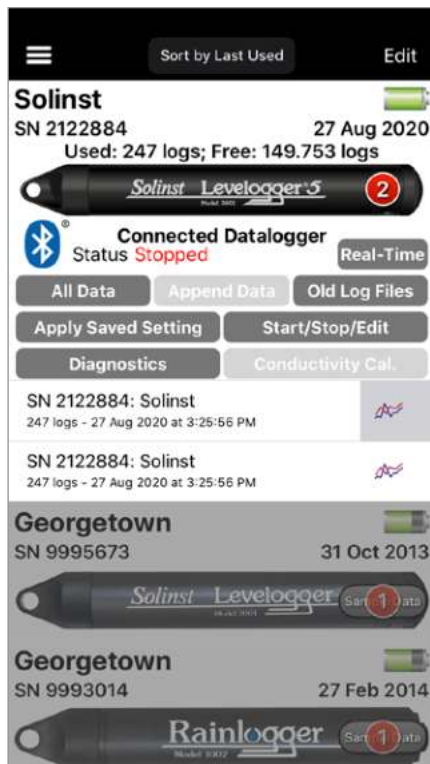 Sort by Last Used
Edit
Solinst
SN 2122884
27 Aug 2020
Used: 247 logs; Free: 149.753 logs
Solinst Levelogger 5
2
®
Connected Datalogger
Status Stopped
Real-Time
All Data
Append Data
Old Log Files
Apply Saved Setting
Start/Stop/Edit
Diagnostics
Conductivity Cal.
SN 2122884: Solinst
247 logs - 27 Aug 2020 at 3:25:56 PM
SN 2122884: Solinst
247 logs - 27 Aug 2020 at 3:25:56 PM
Georgetown
SN 9995673
31 Oct 2013
Solinst Levelogger
1
Georgetown
SN 9993014
27 Feb 2014
Rainlogger
1